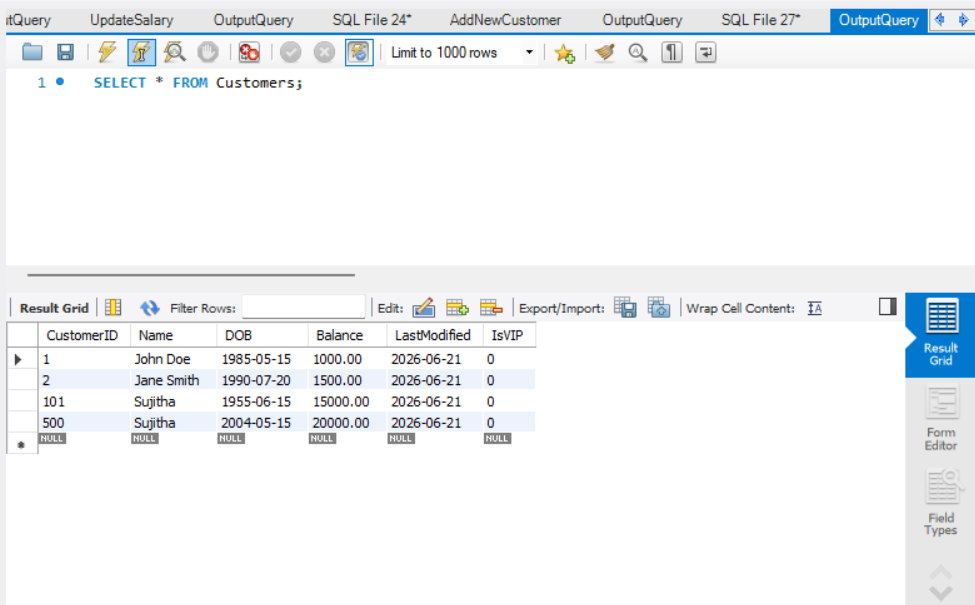 tQuery UpdateSalary OutputQuery SQL File 24* AddNewCustomer OutputQuery SQL File 27* OutputQuery
Limit to 1000 rows
1 SELECT * FROM Customers;
Result Grid Filter Rows: Edit: Export/Import: Wrap Cell Content: IA
CustomerID Name DOB Balance LastModified IsVIP
1 John Doe 1985-05-15 1000.00 2026-06-21 0
2 Jane Smith 1990-07-20 1500.00 2026-06-21 0
101 Sujitha 1955-06-15 15000.00 2026-06-21 0
500 Sujitha 2004-05-15 20000.00 2026-06-21 0
NULL NULL NULL NULL NULL NULL
Result
Grid
Form
Editor
Field
Types